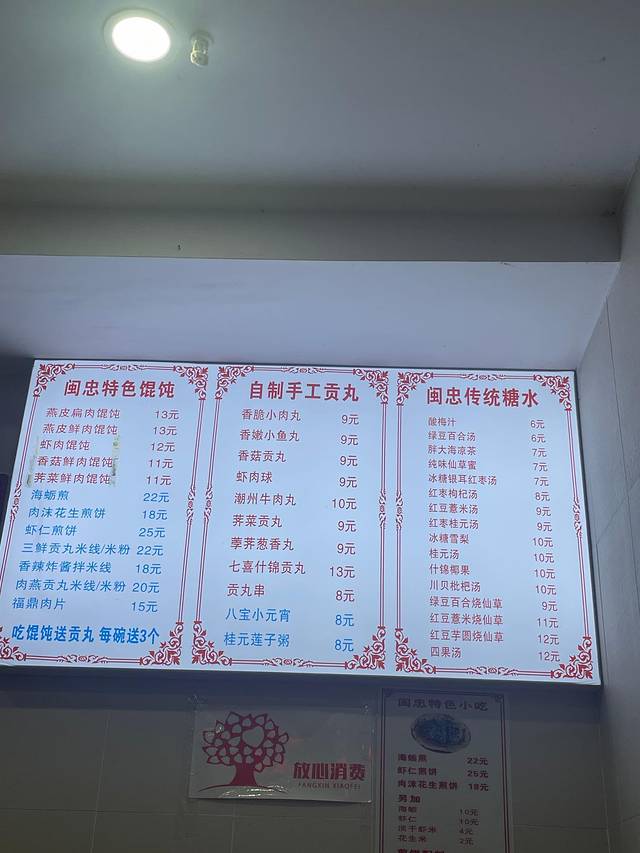 闽忠特色馄饨
燕皮扁肉馄饨 13元
燕皮鲜肉馄饨 13元
虾肉馄饨 12元
香菇鲜肉馄饨 11元
荠菜鲜肉馄饨 11元
海蛎煎 22元
肉沫花生煎饼 18元
虾仁煎饼 25元
三鲜贡丸米线/米粉 22元
香辣炸酱拌米线 18元
肉燕贡丸米线/米粉 20元
福鼎肉片 15元
吃馄饨送贡丸 每碗送3个
自制手工贡丸
香脆小肉丸 9元
香嫩小鱼丸 9元
香菇贡丸 9元
虾肉球 9元
潮州牛肉丸 10元
荠菜贡丸 9元
荸荠葱香丸 9元
七喜什锦贡丸 13元
贡丸串 8元
八宝小元宵 8元
桂元莲子粥 8元
闽忠传统糖水
酸梅汁 6元
绿豆百合汤 6元
胖大海凉茶 7元
纯味仙草蜜 7元
冰糖银耳红枣汤 7元
红枣枸杞汤 8元
红豆薏米汤 9元
红枣桂元汤 9元
冰糖雪梨 10元
桂元汤 10元
什锦椰果 10元
川贝枇杷汤 10元
绿豆百合烧仙草 9元
红豆薏米烧仙草 11元
红豆芋圆烧仙草 12元
四果汤 12元
放心消费
FANGXIN XIAOFEI
闽忠特色小吃
海蛎煎 22元
虾仁煎饼 25元
肉沫花生煎饼 18元
另加
海蛎 10元
虾仁 10元
淡干虾米 4元
花生米 2元